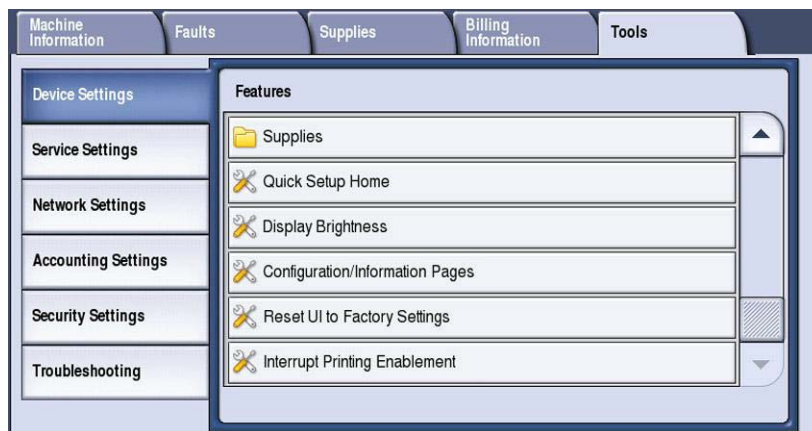 Machine
Information
Faults
Supplies
Billing
Information
Tools
Device Settings
Service Settings
Network Settings
Accounting Settings
Security Settings
Troubleshooting
Features
Supplies
Quick Setup Home
Display Brightness
Configuration/Information Pages
Reset UI to Factory Settings
Interrupt Printing Enablement